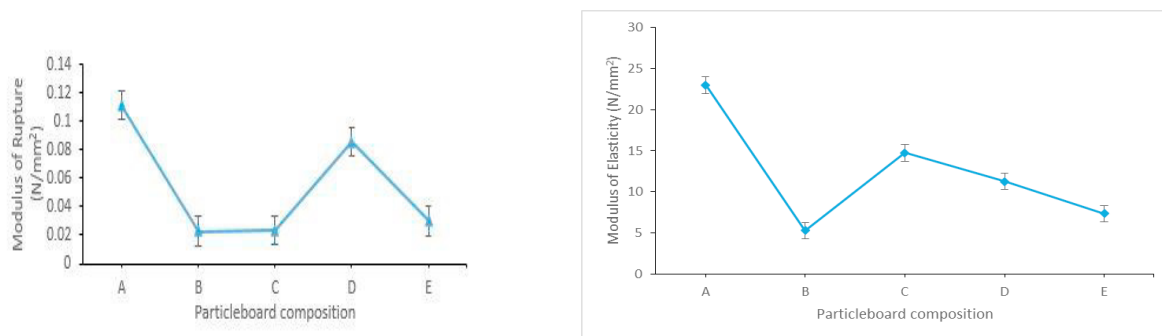 Modulus of Rupture
(N/mm²)
0.14
0.12
0.1
0.08
0.06
0.04
0.02
0
A B C D E
Particleboard composition
Modulus of Elasticity (N/mm²)
30
25
20
15
10
5
0
A B C D E
Particleboard composition